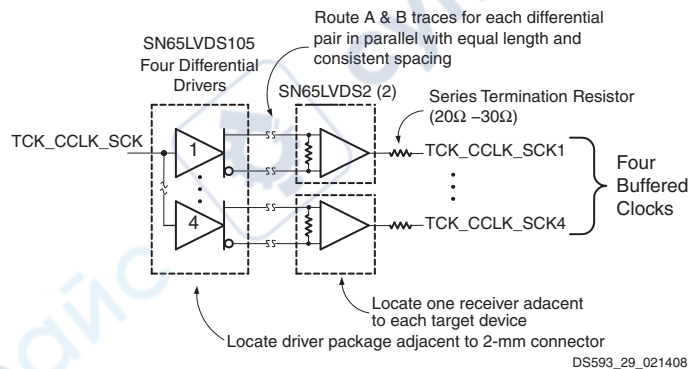 Route A & B traces for each differential
pair in parallel with equal length and
consistent spacing
SN65LVDS105
Four Differential
Drivers
SN65LVDS2 (2)
Series Termination Resistor
(20Ω –30Ω)
TCK_CCLK_SCK
1
TCK_CCLK_SCK1
Four
Buffered
Clocks
4
TCK_CCLK_SCK4
Locate one receiver adacent
to each target device
Locate driver package adjacent to 2-mm connector
DS593_29_021408